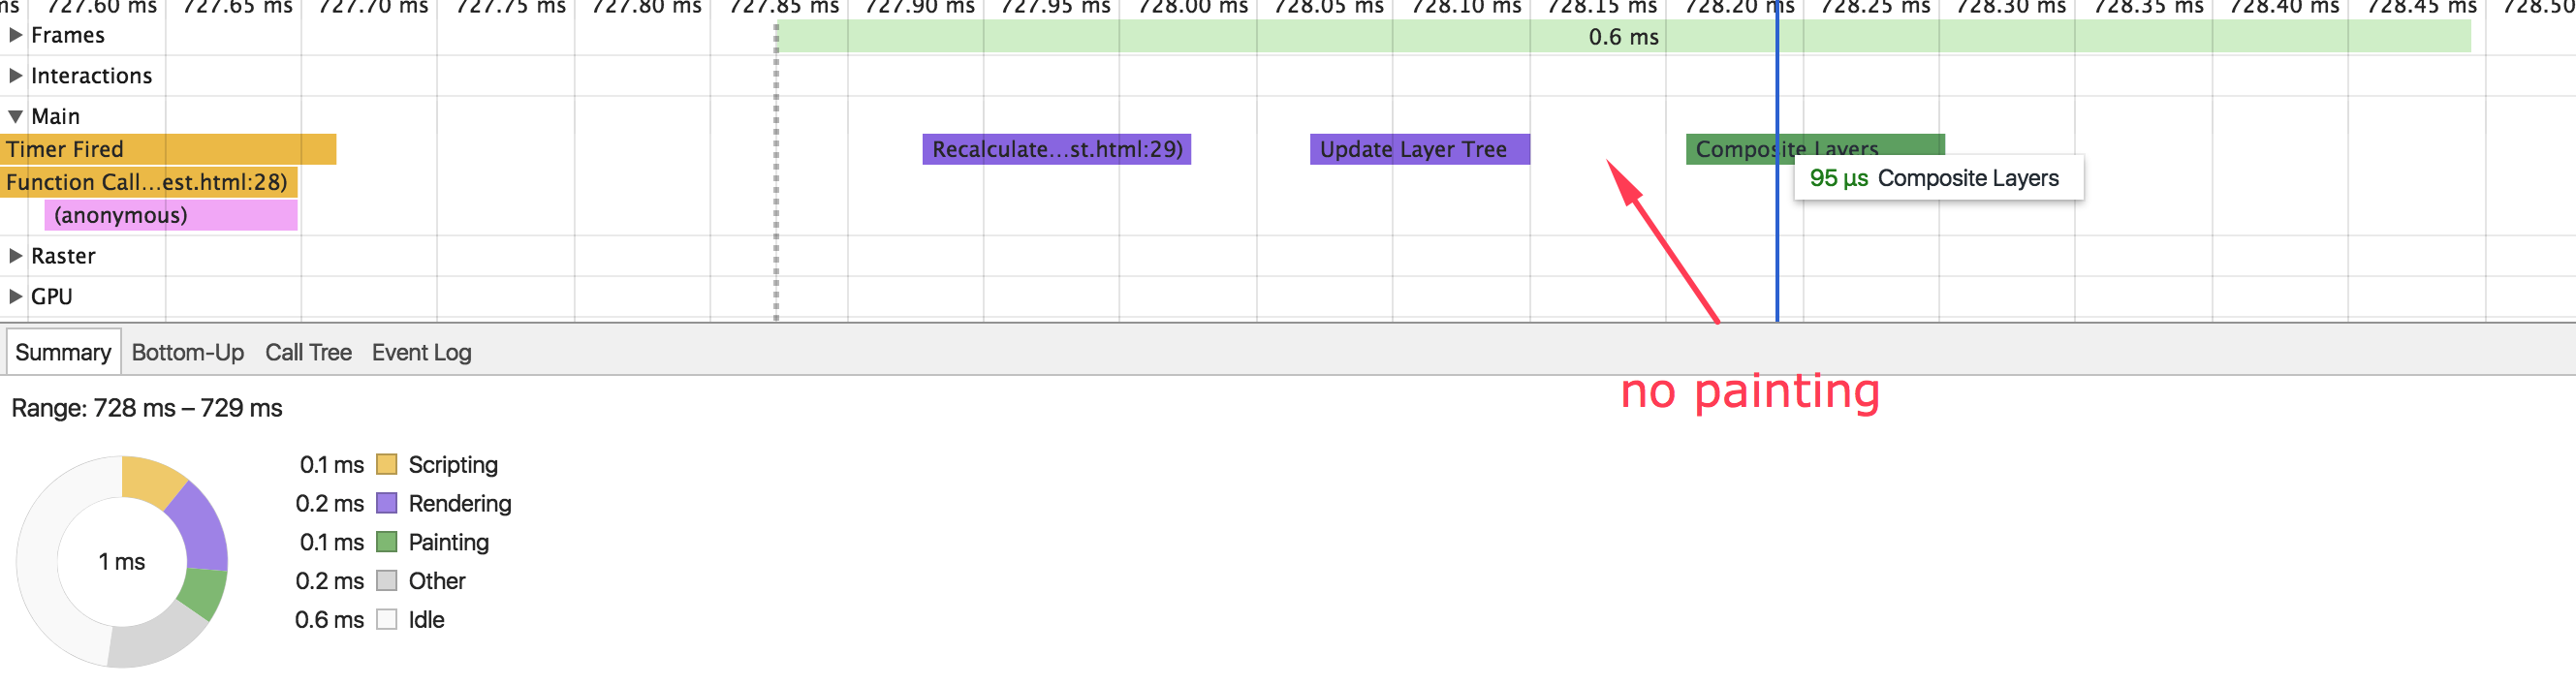 ms 727.60 ms 727.65 ms 727.70 ms 727.75 ms 727.80 ms 727.85 ms 727.90 ms 727.95 ms 728.00 ms 728.05 ms 728.10 ms 728.15 ms 728.20 ms 728.25 ms 728.30 ms 728.35 ms 728.40 ms 728.45 ms 728.50
Frames 0.6 ms
Interactions
Main
Timer Fired Recalculate...st.html:29) Update Layer Tree Composite Layers
95 µs Composite Layers
Function Call...est.html:28)
(anonymous)
Raster
GPU
Summary Bottom-Up Call Tree Event Log
no painting
Range: 728 ms – 729 ms
0.1 ms Scripting
0.2 ms Rendering
0.1 ms Painting
1 ms
0.2 ms Other
0.6 ms Idle